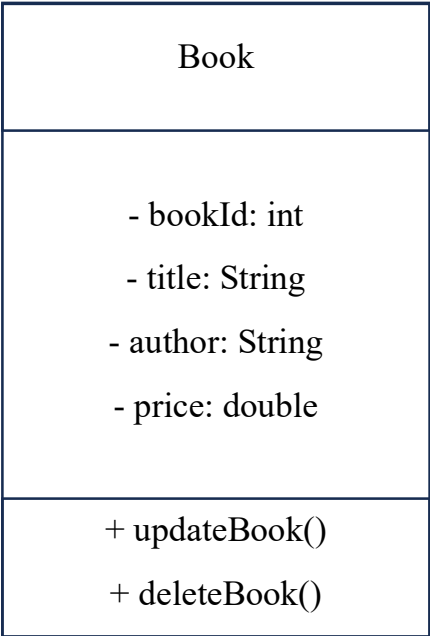 Book
- bookId: int
- title: String
- author: String
- price: double
+ updateBook()
+ deleteBook()